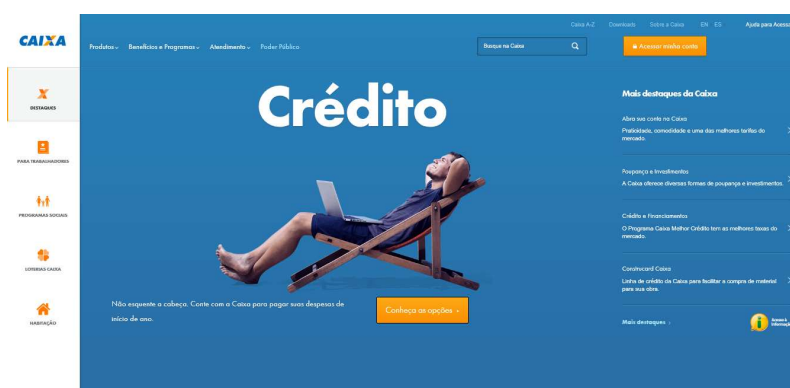 Caixa A-Z Downloads Sobre a Caixa EN ES Ajuda para Acessa
CAIXA
Produtos Benefícios e Programas Atendimento Poder Público
Busque na Caixa
Acessar minha conta
DESTAQUES
PARA TRABALHADORES
PROGRAMAS SOCIAIS
LOTERIAS CAIXA
HABITAÇÃO
Crédito
Não esquente a cabeça. Conte com a Caixa para pagar suas despesas de
início de ano.
Conheça as opções
Mais destaques da Caixa
Abra sua conta na Caixa
Praticidade, comodidade e uma das melhores tarifas do
mercado.
Poupança e Investimentos
A Caixa oferece diversas formas de poupança e investimentos.
Crédito e Financiamentos
O Programa Caixa Melhor Crédito tem as melhores taxas do
mercado.
Construcard Caixa
Linha de crédito da Caixa para facilitar a compra de material
para sua obra.
Mais destaques
Acesso à
Informação